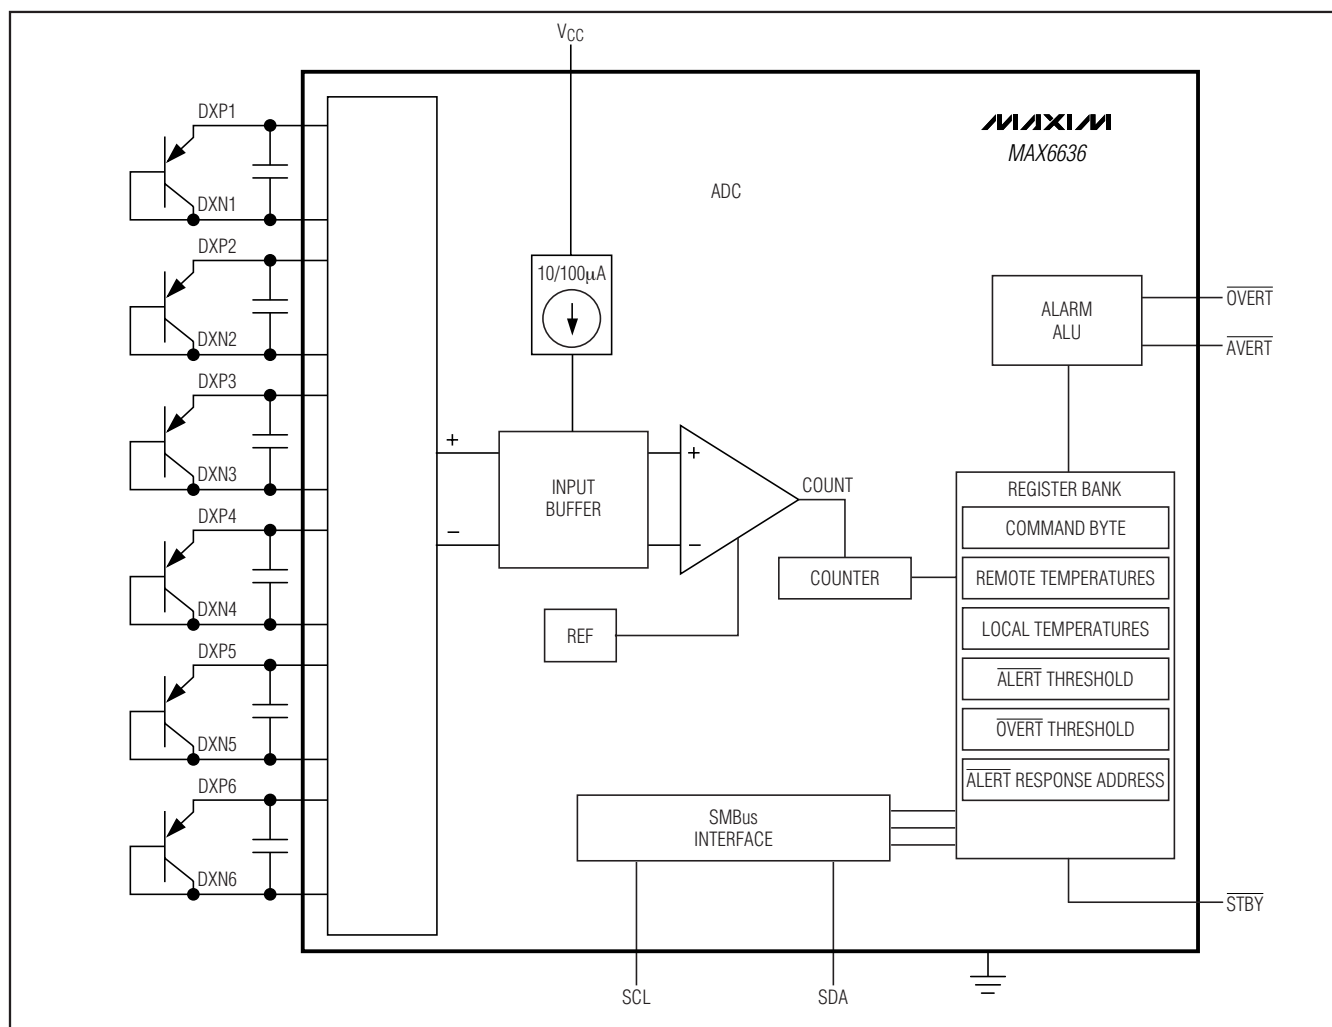 VCC
DXP1
MAXIM
MAX6636
DXN1
ADC
DXP2
10/100µA
DXN2
ALARM
ALU
OVERT
AVERT
DXP3
DXN3
+
−
INPUT
BUFFER
+
−
COUNT
COUNTER
REF
REGISTER BANK
COMMAND BYTE
REMOTE TEMPERATURES
LOCAL TEMPERATURES
ALERT THRESHOLD
OVERT THRESHOLD
ALERT RESPONSE ADDRESS
DXP4
DXN4
DXP5
DXN5
DXP6
DXN6
SMBus
INTERFACE
STBY
SCL
SDA